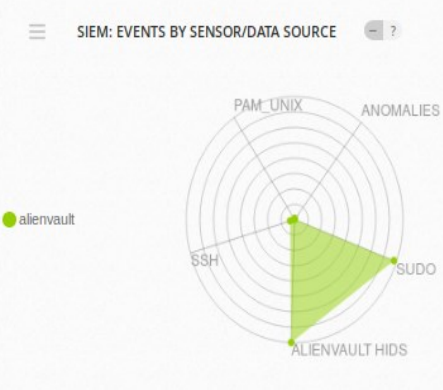 SIEM: EVENTS BY SENSOR/DATA SOURCE
− ?
PAM_UNIX
ANOMALIES
alienvault
SSH
SUDO
ALIENVAULT HIDS